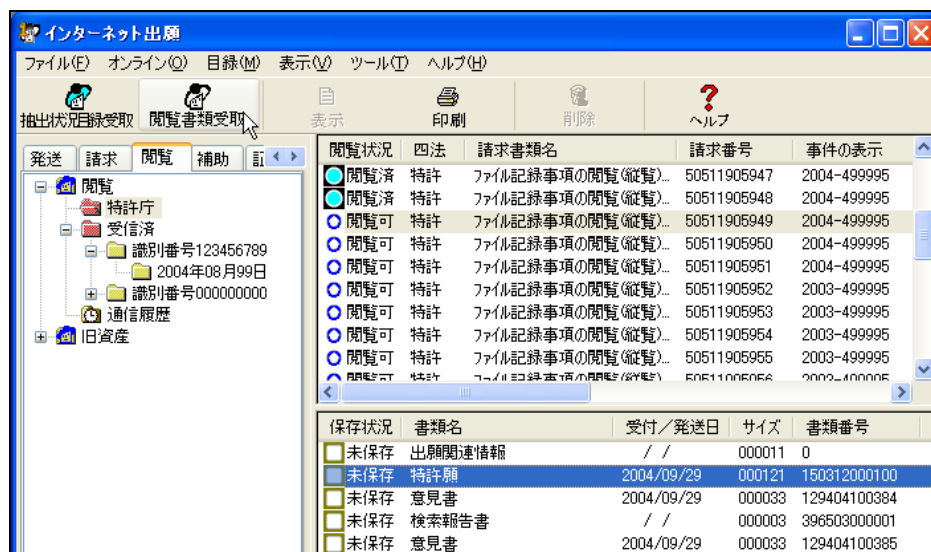 インターネット出願
ファイル(F) オンライン(O) 目録(M) 表示(V) ツール(T) ヘルプ(H)
抽出状況目録受取 閲覧書類受取 表示 印刷 削除 ヘルプ
発送 請求 閲覧 補助
閲覧
特許庁
受信済
識別番号123456789
2004年08月99日
識別番号000000000
通信履歴
旧資産
閲覧状況 四法 請求書類名 請求番号 事件の表示
閲覧済 特許 ファイル記録事項の閲覧(縦覧)... 50511905947 2004-499995
閲覧済 特許 ファイル記録事項の閲覧(縦覧)... 50511905948 2004-499995
閲覧可 特許 ファイル記録事項の閲覧(縦覧)... 50511905949 2004-499995
閲覧可 特許 ファイル記録事項の閲覧(縦覧)... 50511905950 2004-499995
閲覧可 特許 ファイル記録事項の閲覧(縦覧)... 50511905951 2004-499995
閲覧可 特許 ファイル記録事項の閲覧(縦覧)... 50511905952 2003-499995
閲覧可 特許 ファイル記録事項の閲覧(縦覧)... 50511905953 2003-499995
閲覧可 特許 ファイル記録事項の閲覧(縦覧)... 50511905954 2003-499995
閲覧可 特許 ファイル記録事項の閲覧(縦覧)... 50511905955 2003-499995
保存状況 書類名 受付/発送日 サイズ 書類番号
未保存 出願関連情報 / / 000011 0
未保存 特許願 2004/09/29 000121 150312000100
未保存 意見書 2004/09/29 000033 129404100384
未保存 検索報告書 / / 000003 396503000001
未保存 意見書 2004/09/29 000033 129404100385